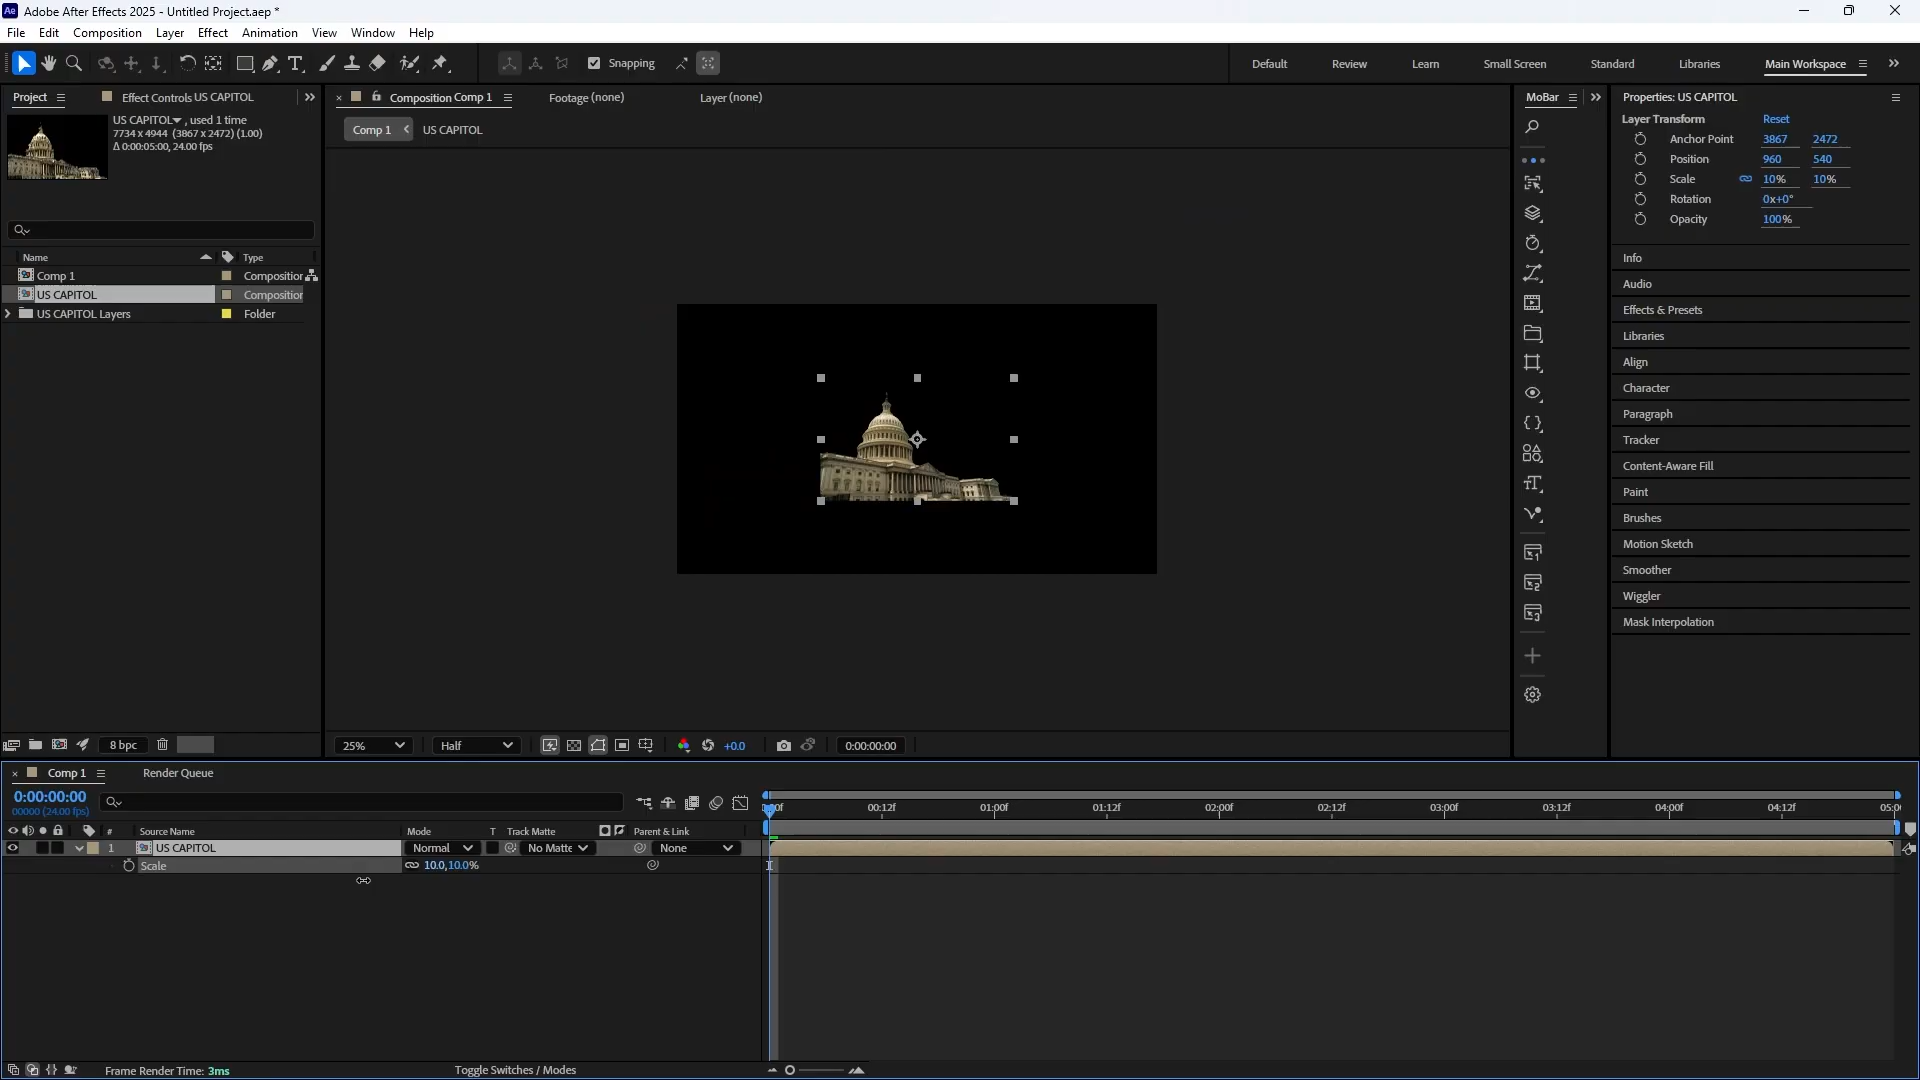 Ae Adobe After Effects 2025 - Untitled Project.aep *
File Edit Composition Layer Effect Animation View Window Help
Snapping
Default Review Learn Small Screen Standard Libraries Main Workspace
Project
Effect Controls US CAPITOL
US CAPITOL , used 1 time
7734 x 4944 (3867 x 2472) (1.00)
Δ 0:00:05:00, 24.00 fps
Name Type
Comp 1 Composition
US CAPITOL Composition
US CAPITOL Layers Folder
8 bpc
Composition Comp 1
Footage (none)
Layer (none)
Comp 1 US CAPITOL
25% Half +0.0 0:00:00:00
MoBar
Properties: US CAPITOL
Layer Transform Reset
Anchor Point 3867 2472
Position 960 540
Scale 10% 10%
Rotation 0x+0°
Opacity 100%
Info
Audio
Effects & Presets
Libraries
Align
Character
Paragraph
Tracker
Content-Aware Fill
Paint
Brushes
Motion Sketch
Smoother
Wiggler
Mask Interpolation
Comp 1
Render Queue
0:00:00:00
00000 (24.00 fps)
00:12f 01:00f 01:12f 02:00f 02:12f 03:00f 03:12f 04:00f 04:12f
# Source Name Mode T Track Matte Parent & Link
1 US CAPITOL Normal No Matte None
Scale 10.0,10.0%
Frame Render Time: 3ms
Toggle Switches / Modes